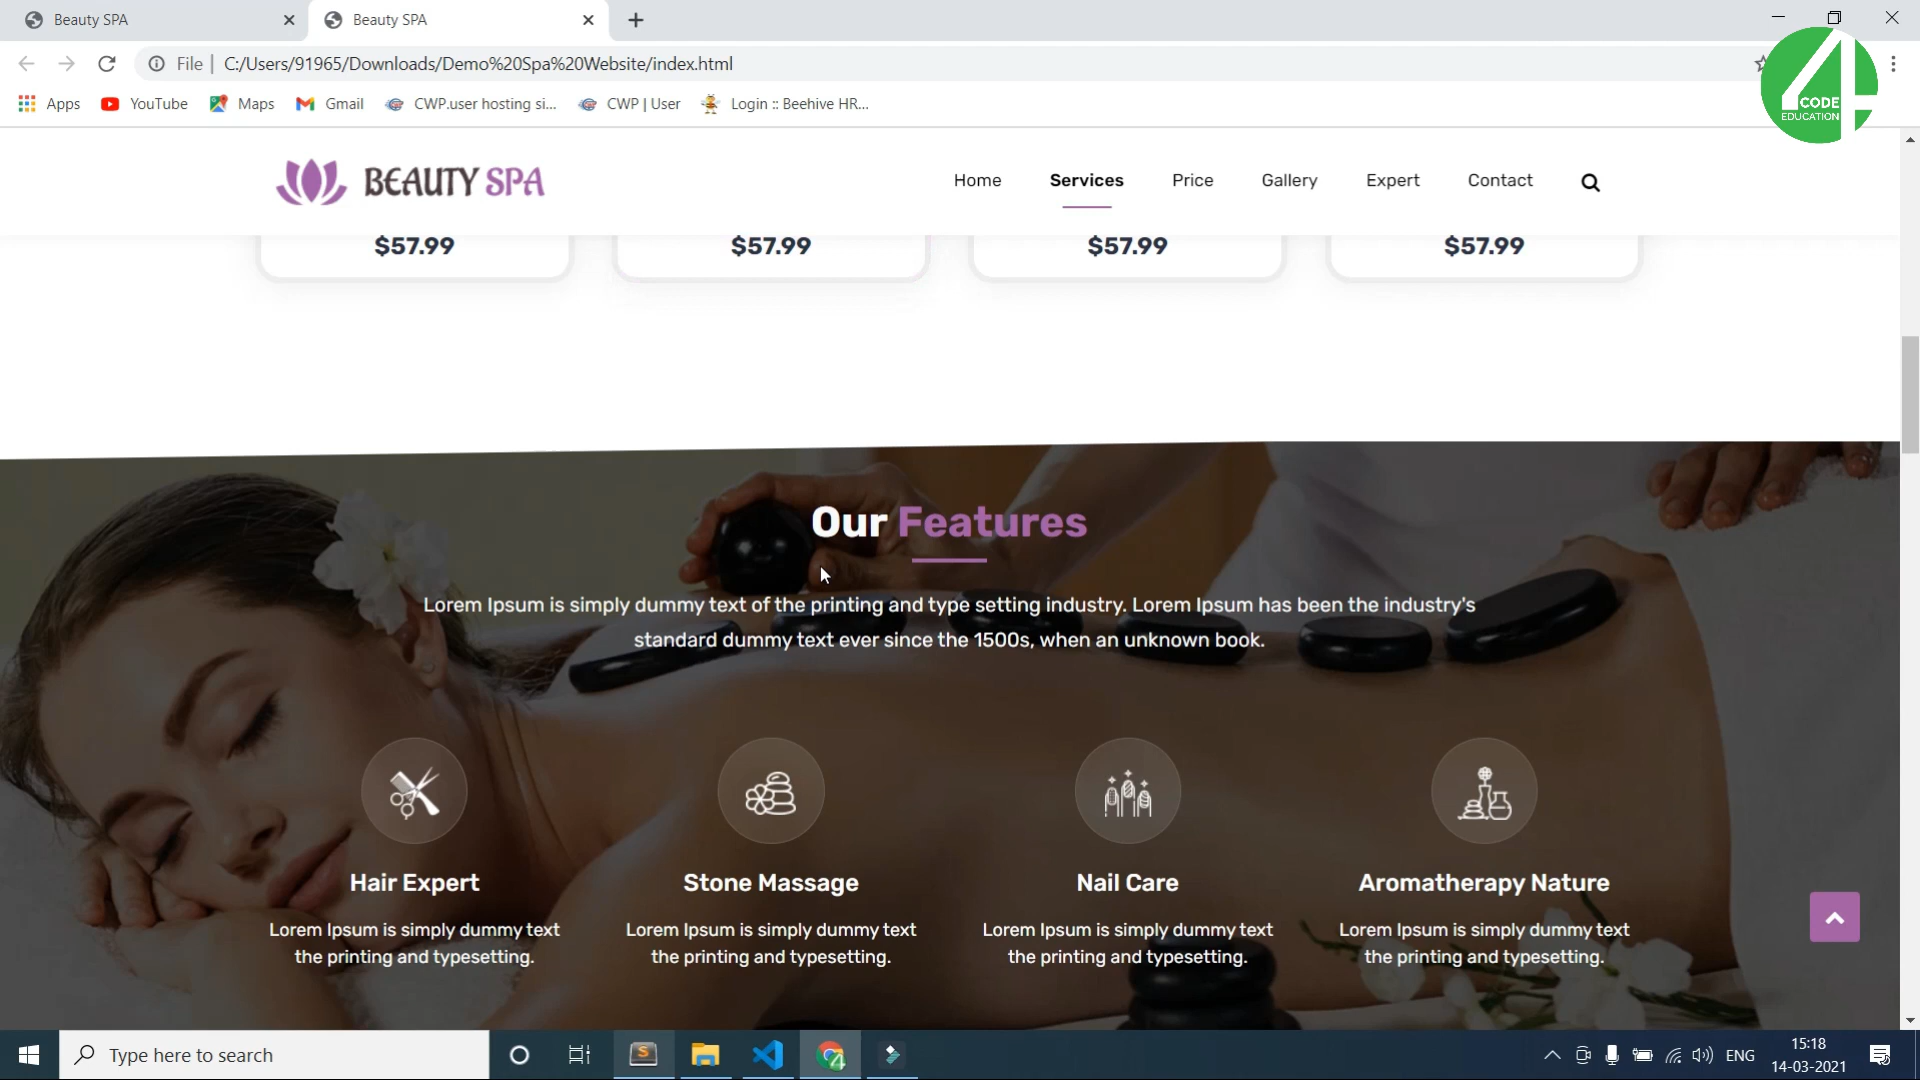 Beauty SPA
Beauty SPA
File
C:/Users/91965/Downloads/Demo%20Spa%20Website/index.html
Apps
YouTube
Maps
Gmail
CWP.user hosting si...
CWP | User
Login :: Beehive HR...
4
CODE
EDUCATION
BEAUTY SPA
Home
Services
Price
Gallery
Expert
Contact
$57.99
$57.99
$57.99
$57.99
Our Features
Lorem Ipsum is simply dummy text of the printing and type setting industry. Lorem Ipsum has been the industry's
standard dummy text ever since the 1500s, when an unknown book.
Hair Expert
Lorem Ipsum is simply dummy text
the printing and typesetting.
Stone Massage
Lorem Ipsum is simply dummy text
the printing and typesetting.
Nail Care
Lorem Ipsum is simply dummy text
the printing and typesetting.
Aromatherapy Nature
Lorem Ipsum is simply dummy text
the printing and typesetting.
Type here to search
ENG
15:18
14-03-2021